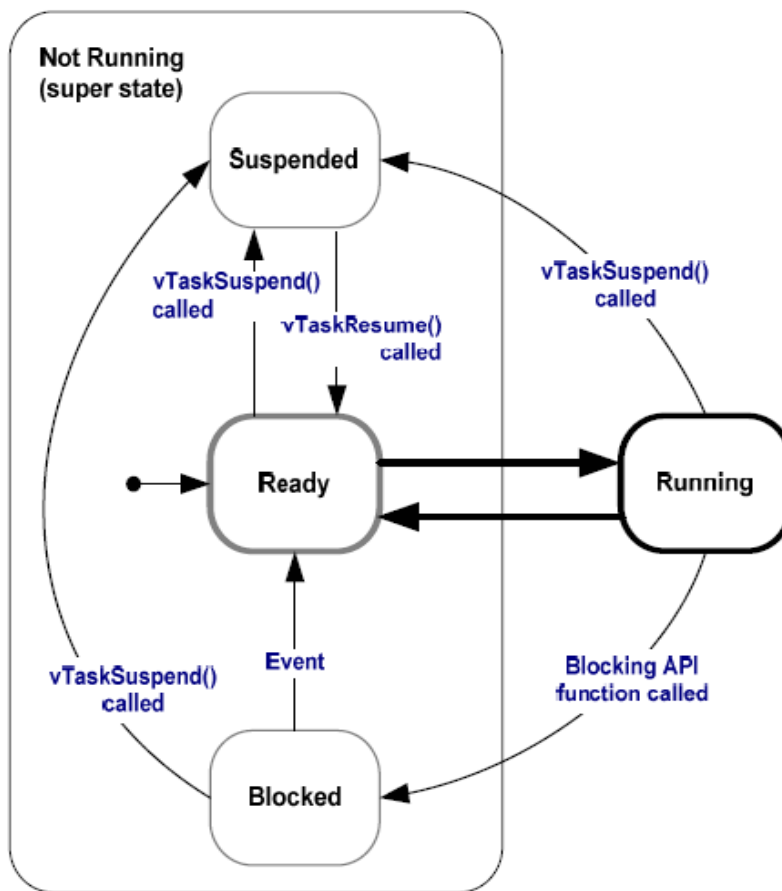 Not Running
(super state)
Suspended
vTaskSuspend()
called
vTaskResume()
called
vTaskSuspend()
called
Ready
Running
Event
vTaskSuspend()
called
Blocking API
function called
Blocked